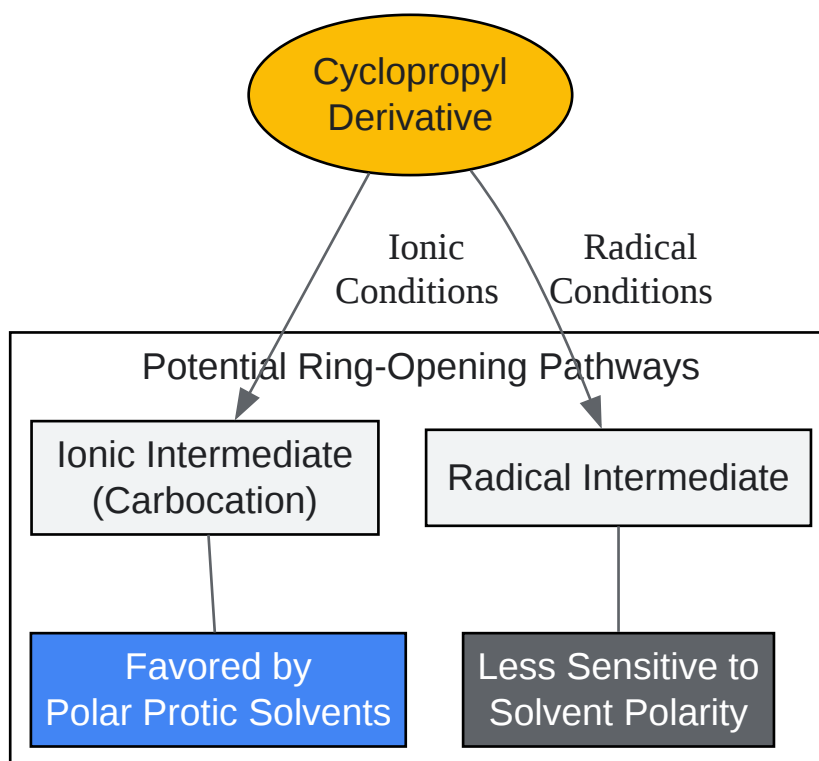 Cyclopropyl
Derivative
Ionic
Conditions
Radical
Conditions
Potential Ring-Opening Pathways
Ionic Intermediate
(Carbocation)
Radical Intermediate
Favored by
Polar Protic Solvents
Less Sensitive to
Solvent Polarity